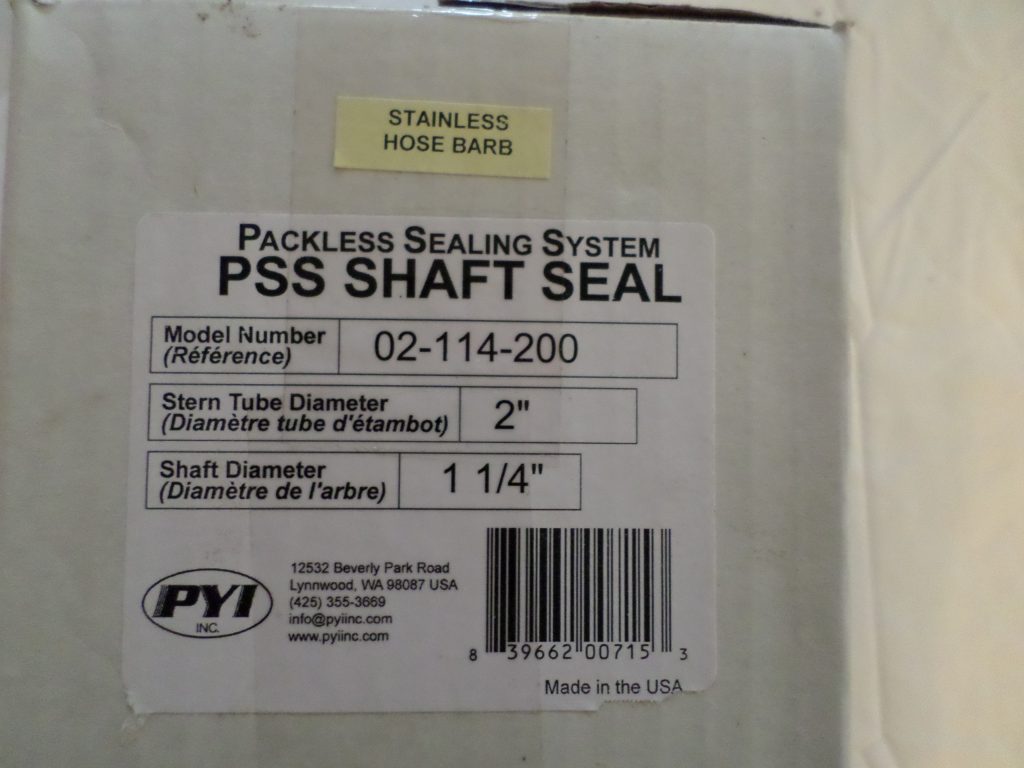 STAINLESS
HOSE BARB
PACKLESS SEALING SYSTEM
PSS SHAFT SEAL
Model Number 02-114-200
(Référence)
Stern Tube Diameter 2"
(Diamètre tube d'étambot)
Shaft Diameter 1 1/4"
(Diamètre de l'arbre)
PYI
INC.
12532 Beverly Park Road
Lynnwood, WA 98087 USA
(425) 355-3669
info@pyiinc.com
www.pyiinc.com
8 39662 00715 3
Made in the USA